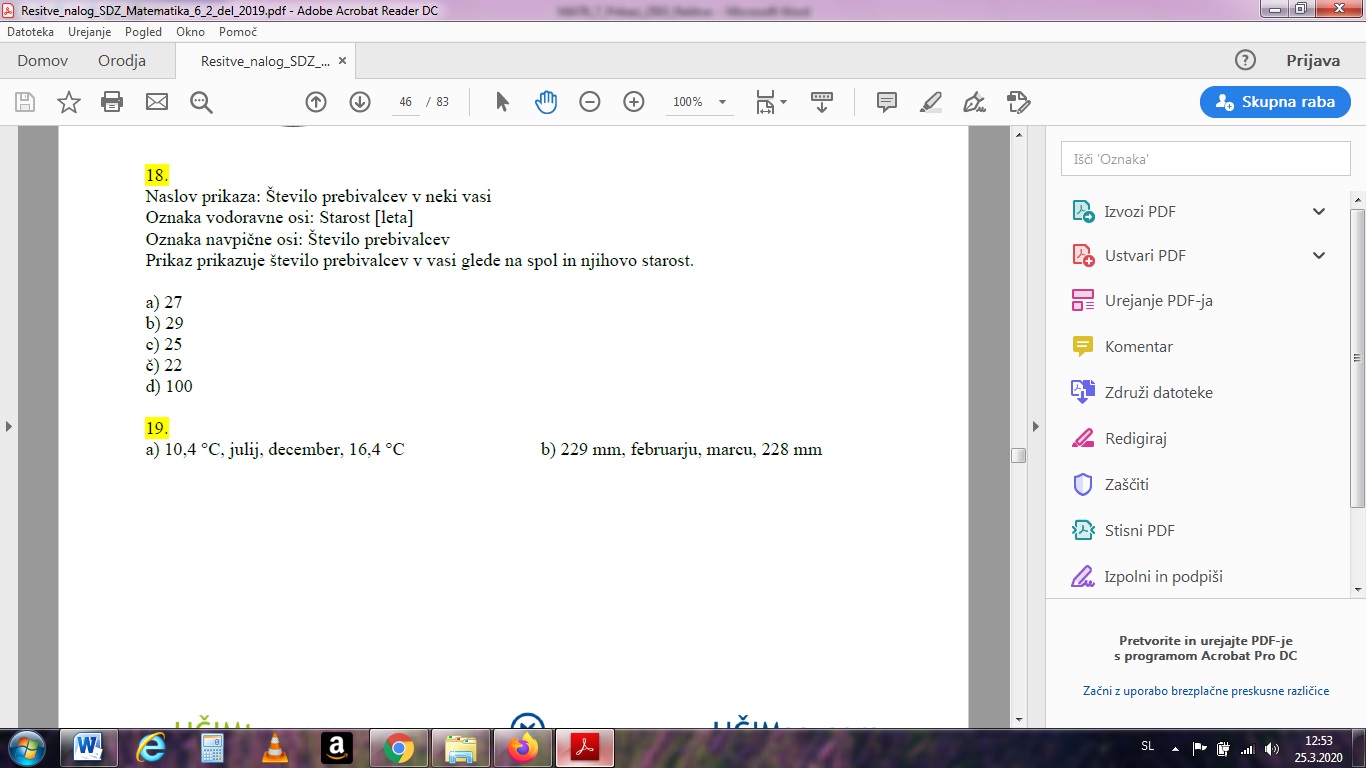 Resitve_nalog_SDZ_Matematika_6_2_del_2019.pdf - Adobe Acrobat Reader DC
Datoteka Urejanje Pogled Okno Pomoč
Domov Orodja Resitve_nalog_SDZ_... × Prijava
46 / 83 100% Skupna raba
18.
Naslov prikaza: Število prebivalcev v neki vasi
Oznaka vodoravne osi: Starost [leta]
Oznaka navpične osi: Število prebivalcev
Prikaz prikazuje število prebivalcev v vasi glede na spol in njihovo starost.
a) 27
b) 29
c) 25
č) 22
d) 100
19.
a) 10,4 °C, julij, december, 16,4 °C b) 229 mm, februarju, marcu, 228 mm
Išči 'Oznaka'
Izvozi PDF
Ustvari PDF
Urejanje PDF-ja
Komentar
Združi datoteke
Redigiraj
Zaščiti
Stisni PDF
Izpolni in podpiši
Pretvorite in urejajte PDF-je
s programom Acrobat Pro DC
Začni z uporabo brezplačne preskusne različice
SL 12:53
25.3.2020